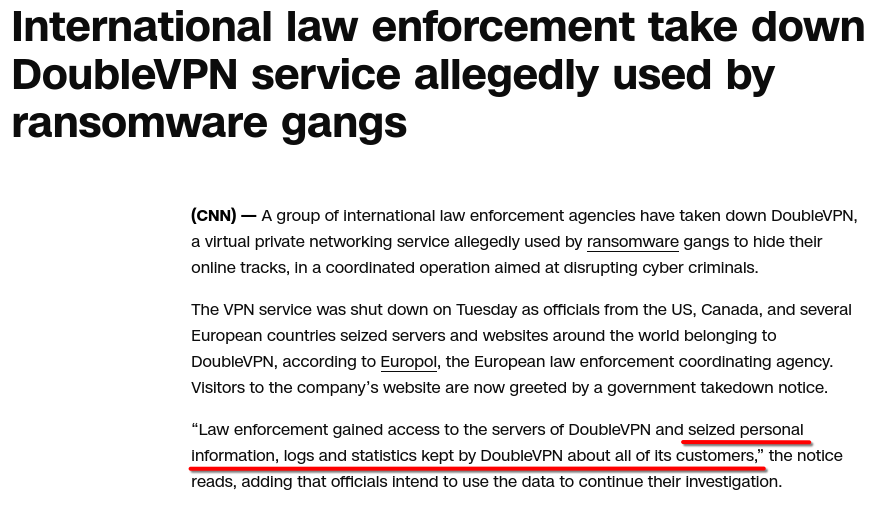 International law enforcement take down
DoubleVPN service allegedly used by
ransomware gangs
(CNN) — A group of international law enforcement agencies have taken down DoubleVPN,
a virtual private networking service allegedly used by ransomware gangs to hide their
online tracks, in a coordinated operation aimed at disrupting cyber criminals.
The VPN service was shut down on Tuesday as officials from the US, Canada, and several
European countries seized servers and websites around the world belonging to
DoubleVPN, according to Europol, the European law enforcement coordinating agency.
Visitors to the company’s website are now greeted by a government takedown notice.
“Law enforcement gained access to the servers of DoubleVPN and seized personal
information, logs and statistics kept by DoubleVPN about all of its customers,” the notice
reads, adding that officials intend to use the data to continue their investigation.